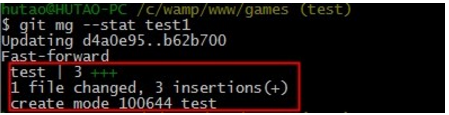 hutao@HUTAO-PC /c/wamp/www/games (test)
$ git mg --stat test1
Updating d4a0e95..b62b700
Fast-forward
test | 3 +++
1 file changed, 3 insertions(+)
create mode 100644 test